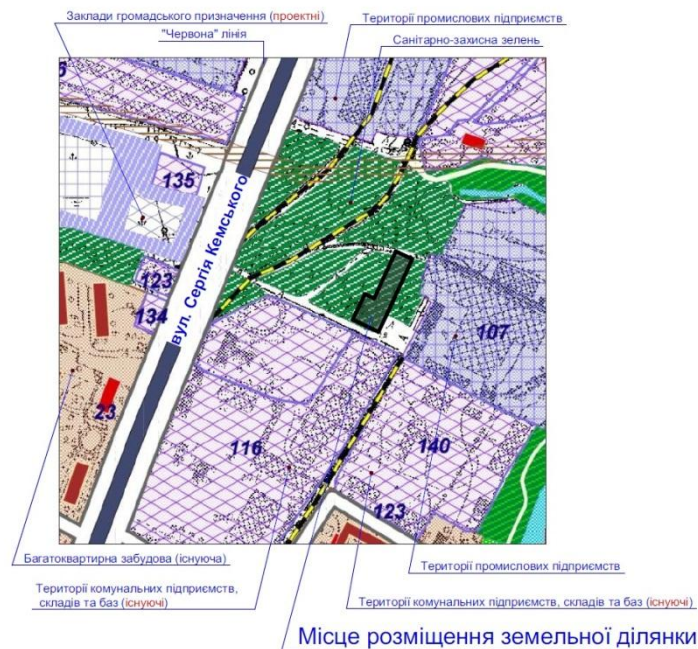 Заклади громадського призначення (проектні)
Території промислових підприємств
"Червона" лінія
Санітарно-захисна зелень
135
вул. Сергія Кемського
123
134
107
23
116
140
123
Багатоквартирна забудова (існуюча)
Території промислових підприємств
Території комунальних підприємств,
складів та баз (існуючі)
Території комунальних підприємств, складів та баз (існуючі)
Місце розміщення земельної ділянки